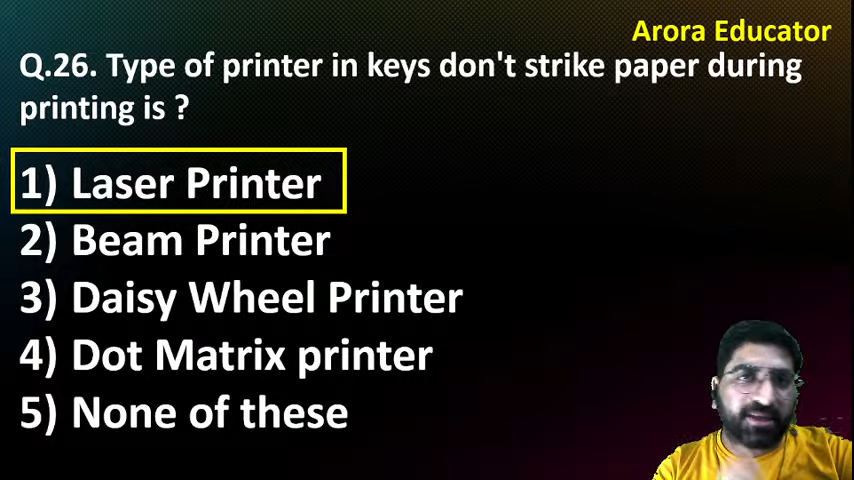 Arora Educator
Q.26. Type of printer in keys don't strike paper during
printing is ?
1) Laser Printer
2) Beam Printer
3) Daisy Wheel Printer
4) Dot Matrix printer
5) None of these